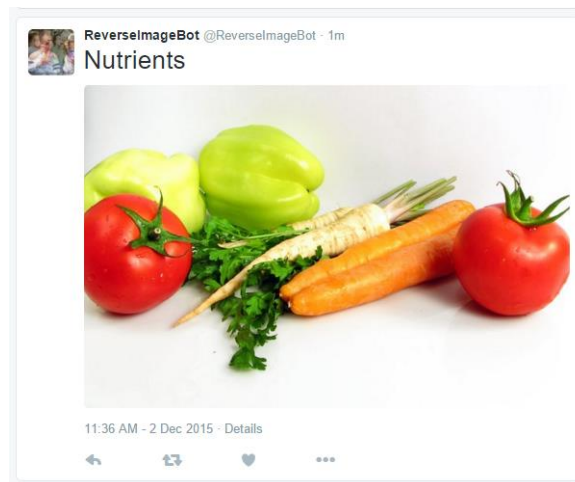 ReverseImageBot @ReverseImageBot · 1m
Nutrients
11:36 AM - 2 Dec 2015 · Details